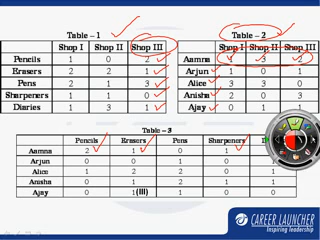 Table – 1
Shop I Shop II Shop III
Pencils 1 0 2
Erasers 2 2 1
Pens 2 1 3
Sharpeners 1 1 0
Diaries 1 3 1
Table – 2
Shop I Shop II Shop III
Aamna 1 3 2
Arjun 1 0 1
Alice 3 3 0
Anisha 2 0 3
Ajay 0 1 1
Table – 3
Pencils Erasers Pens Sharpeners
Aamna 2 1 0 1
Arjun 0 0 1 0
Alice 1 2 2 0 1
Anisha 0 1 2 1 1
Ajay 0 1(III) 1 0 0
CAREER LAUNCHER
Inspiring leadership